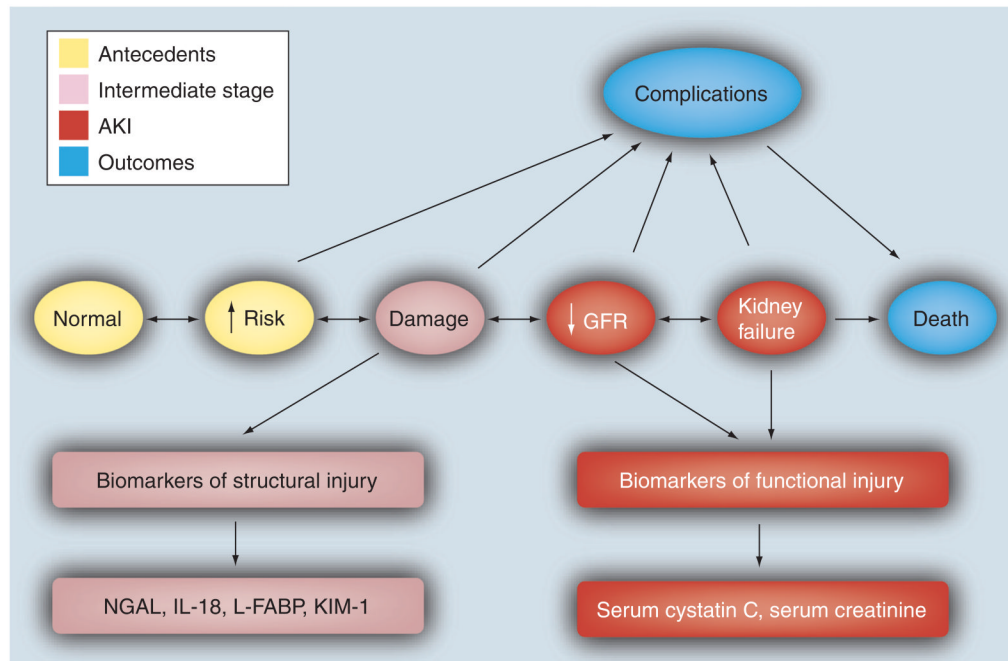 Antecedents
Intermediate stage
AKI
Outcomes
Complications
Normal
↑ Risk
Damage
↓ GFR
Kidney
failure
Death
Biomarkers of structural injury
Biomarkers of functional injury
NGAL, IL-18, L-FABP, KIM-1
Serum cystatin C, serum creatinine